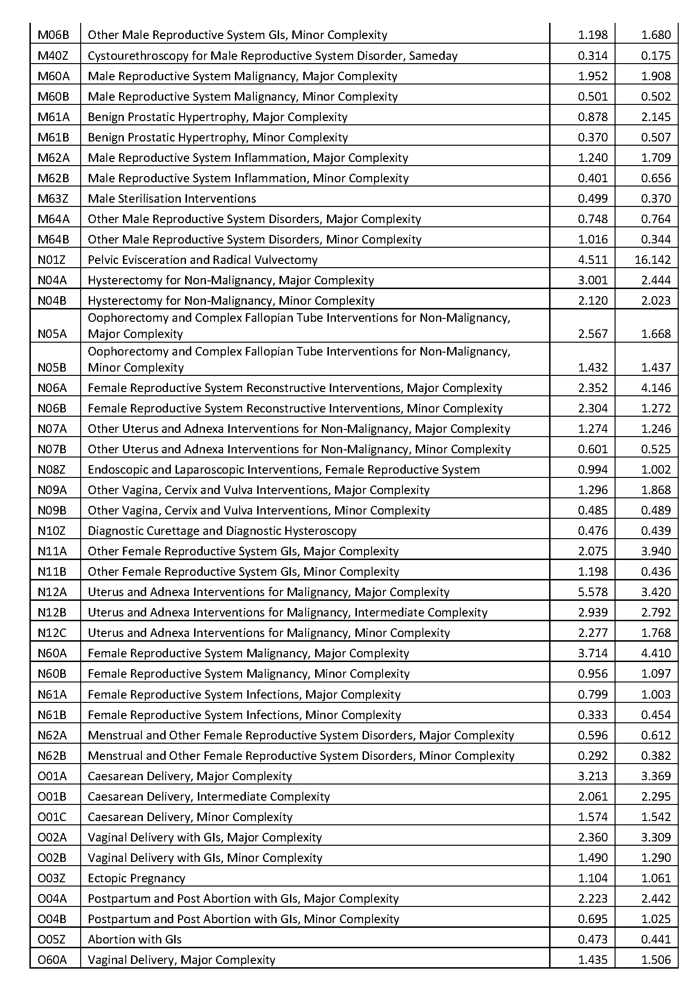 M06B Other Male Reproductive System GIs, Minor Complexity 1.198 1.680
M40Z Cystourethroscopy for Male Reproductive System Disorder, Sameday 0.314 0.175
M60A Male Reproductive System Malignancy, Major Complexity 1.952 1.908
M60B Male Reproductive System Malignancy, Minor Complexity 0.501 0.502
M61A Benign Prostatic Hypertrophy, Major Complexity 0.878 2.145
M61B Benign Prostatic Hypertrophy, Minor Complexity 0.370 0.507
M62A Male Reproductive System Inflammation, Major Complexity 1.240 1.709
M62B Male Reproductive System Inflammation, Minor Complexity 0.401 0.656
M63Z Male Sterilisation Interventions 0.499 0.370
M64A Other Male Reproductive System Disorders, Major Complexity 0.748 0.764
M64B Other Male Reproductive System Disorders, Minor Complexity 1.016 0.344
N01Z Pelvic Evisceration and Radical Vulvectomy 4.511 16.142
N04A Hysterectomy for Non-Malignancy, Major Complexity 3.001 2.444
N04B Hysterectomy for Non-Malignancy, Minor Complexity 2.120 2.023
Oophorectomy and Complex Fallopian Tube Interventions for Non-Malignancy,
N05A Major Complexity 2.567 1.668
Oophorectomy and Complex Fallopian Tube Interventions for Non-Malignancy,
N05B Minor Complexity 1.432 1.437
N06A Female Reproductive System Reconstructive Interventions, Major Complexity 2.352 4.146
N06B Female Reproductive System Reconstructive Interventions, Minor Complexity 2.304 1.272
N07A Other Uterus and Adnexa Interventions for Non-Malignancy, Major Complexity 1.274 1.246
N07B Other Uterus and Adnexa Interventions for Non-Malignancy, Minor Complexity 0.601 0.525
N08Z Endoscopic and Laparoscopic Interventions, Female Reproductive System 0.994 1.002
N09A Other Vagina, Cervix and Vulva Interventions, Major Complexity 1.296 1.868
N09B Other Vagina, Cervix and Vulva Interventions, Minor Complexity 0.485 0.489
N10Z Diagnostic Curettage and Diagnostic Hysteroscopy 0.476 0.439
N11A Other Female Reproductive System GIs, Major Complexity 2.075 3.940
N11B Other Female Reproductive System GIs, Minor Complexity 1.198 0.436
N12A Uterus and Adnexa Interventions for Malignancy, Major Complexity 5.578 3.420
N12B Uterus and Adnexa Interventions for Malignancy, Intermediate Complexity 2.939 2.792
N12C Uterus and Adnexa Interventions for Malignancy, Minor Complexity 2.277 1.768
N60A Female Reproductive System Malignancy, Major Complexity 3.714 4.410
N60B Female Reproductive System Malignancy, Minor Complexity 0.956 1.097
N61A Female Reproductive System Infections, Major Complexity 0.799 1.003
N61B Female Reproductive System Infections, Minor Complexity 0.333 0.454
N62A Menstrual and Other Female Reproductive System Disorders, Major Complexity 0.596 0.612
N62B Menstrual and Other Female Reproductive System Disorders, Minor Complexity 0.292 0.382
O01A Caesarean Delivery, Major Complexity 3.213 3.369
O01B Caesarean Delivery, Intermediate Complexity 2.061 2.295
O01C Caesarean Delivery, Minor Complexity 1.574 1.542
O02A Vaginal Delivery with GIs, Major Complexity 2.360 3.309
O02B Vaginal Delivery with GIs, Minor Complexity 1.490 1.290
O03Z Ectopic Pregnancy 1.104 1.061
O04A Postpartum and Post Abortion with GIs, Major Complexity 2.223 2.442
O04B Postpartum and Post Abortion with GIs, Minor Complexity 0.695 1.025
O05Z Abortion with GIs 0.473 0.441
O60A Vaginal Delivery, Major Complexity 1.435 1.506